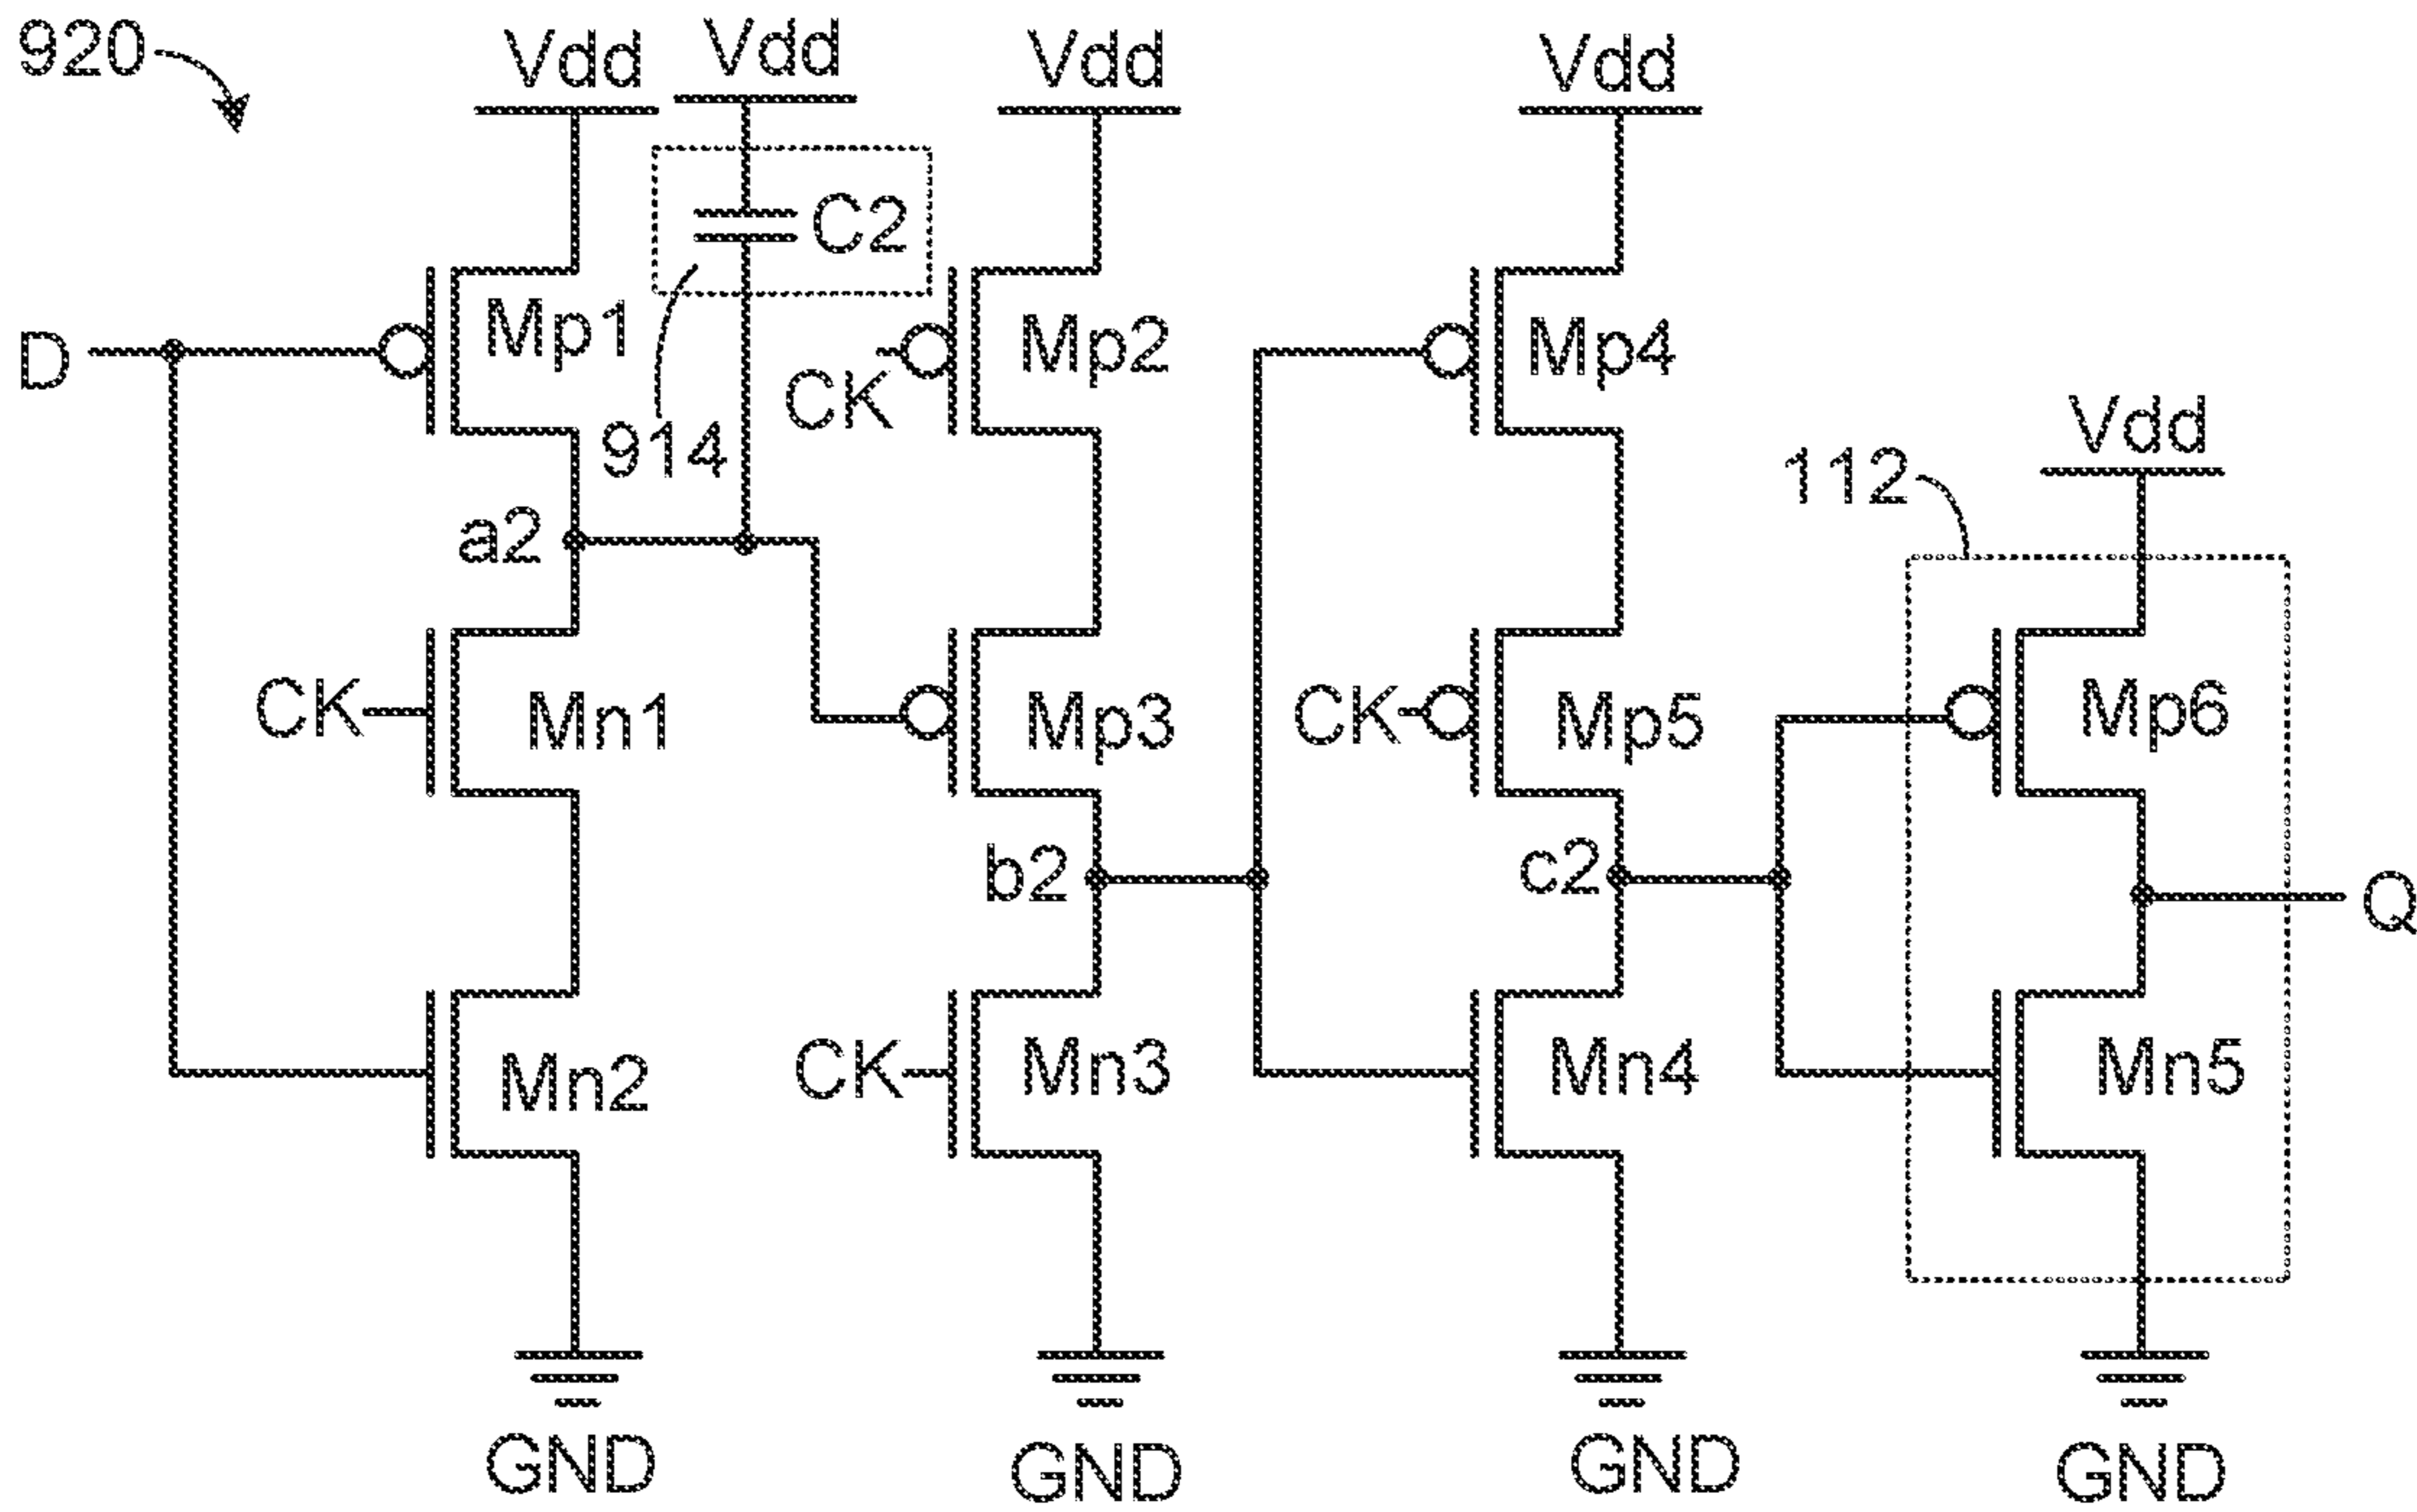 920
Vdd
Vdd
Vdd
Vdd
C2
Mp1
Mp2
Mp4
D
CK
914
Vdd
112
a2
CK
Mn1
Mp3
CK
Mp5
Mp6
b2
c2
Q
Mn2
CK
Mn3
Mn4
Mn5
GND
GND
GND
GND